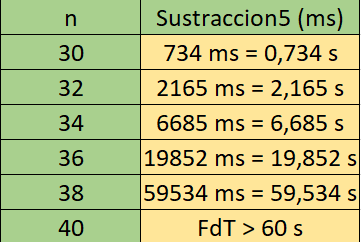 n Sustraccion5 (ms)
30 734 ms = 0,734 s
32 2165 ms = 2,165 s
34 6685 ms = 6,685 s
36 19852 ms = 19,852 s
38 59534 ms = 59,534 s
40 FdT > 60 s